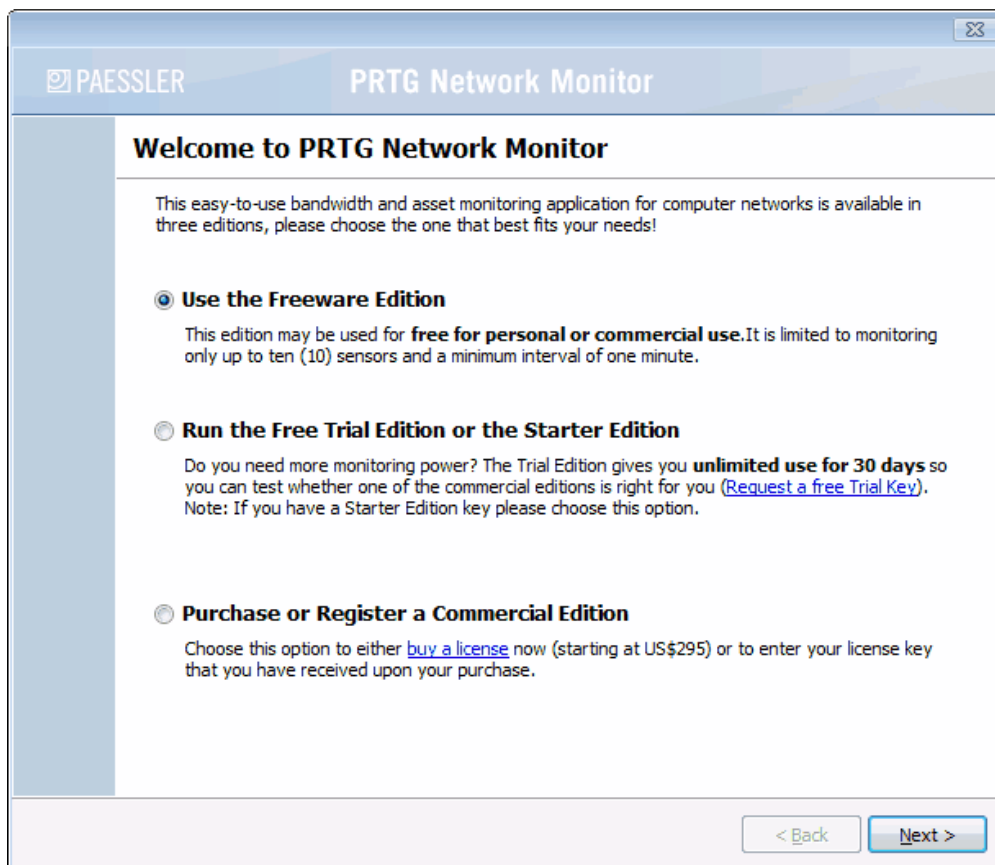 PAESSLER PRTG Network Monitor
Welcome to PRTG Network Monitor
This easy-to-use bandwidth and asset monitoring application for computer networks is available in
three editions, please choose the one that best fits your needs!
Use the Freeware Edition
This edition may be used for free for personal or commercial use.It is limited to monitoring
only up to ten (10) sensors and a minimum interval of one minute.
Run the Free Trial Edition or the Starter Edition
Do you need more monitoring power? The Trial Edition gives you unlimited use for 30 days so
you can test whether one of the commercial editions is right for you (Request a free Trial Key).
Note: If you have a Starter Edition key please choose this option.
Purchase or Register a Commercial Edition
Choose this option to either buy a license now (starting at US$295) or to enter your license key
that you have received upon your purchase.
< Back Next >